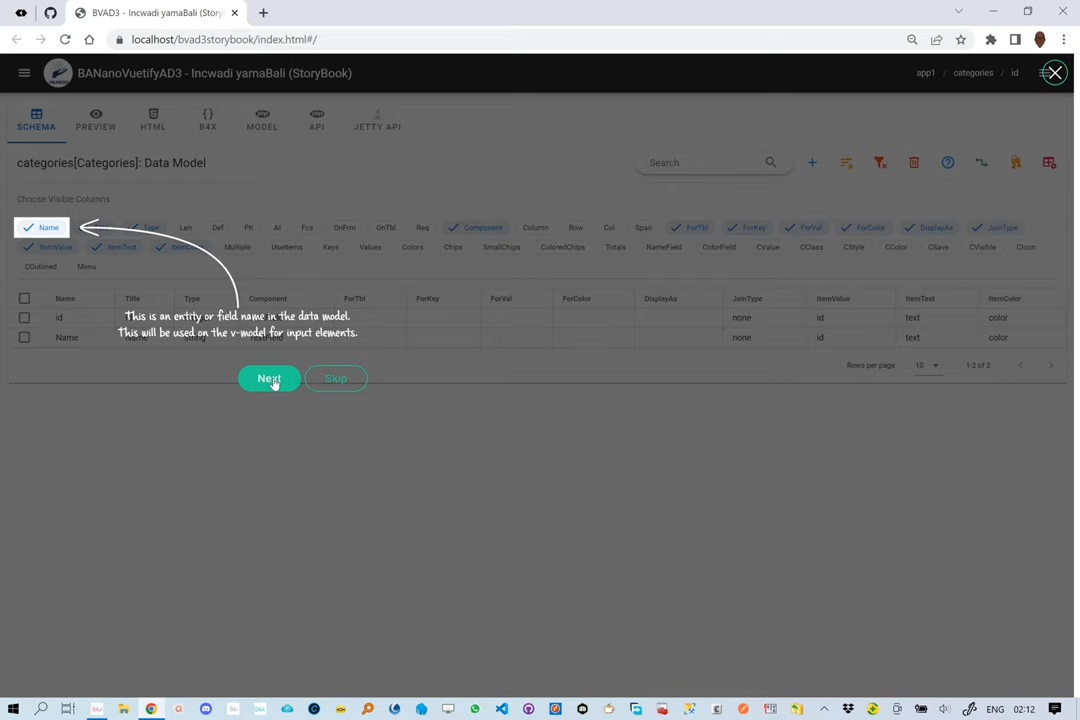 BVAD3 - Incwadi yamaBali (Story
localhost/bvad3storybook/index.html#/
BANanoVuetifyAD3 - Incwadi yamaBali (StoryBook)
app1 / categories / id
SCHEMA PREVIEW HTML B4X MODEL API JETTY API
categories[Categories]: Data Model
Search
Choose Visible Columns
Name Type Len Def PK AI Fcs OnFrm OnTbl Req Component Column Row Col Span ForTbl ForKey ForVal ForColor DisplayAs JoinType
ItemValue ItemText ItemColor Multiple UseItems Keys Values Colors Chips SmallChips ColoredChips Totals NameField ColorField CValue CClass CStyle CColor CSave CVisible CIcon
COutlined Menu
Name Title Type Component ForTbl ForKey ForVal ForColor DisplayAs JoinType ItemValue ItemText ItemColor
id none id text color
This is an entity or field name in the data model.
This will be used on the v-model for input elements.
Name Name string TextField none id text color
Rows per page 10 1-2 of 2
Next Skip
ENG 02:12